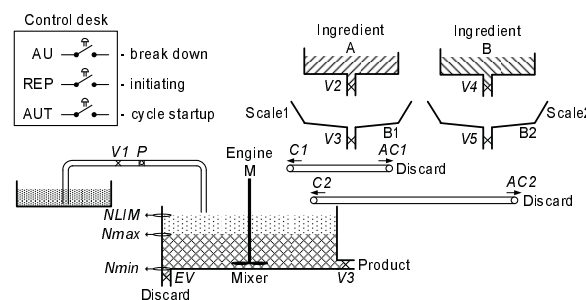 Control desk
AU - break down
REP - initiating
AUT - cycle startup
Ingredient
A
Ingredient
B
V2
V4
Scale1
V3
B1
V5
B2
Scale2
V1 P
Engine
M
C1 AC1
Discard
C2 AC2
Discard
NLIM
Nmax
Nmin
EV
Mixer
V3
Product
Discard